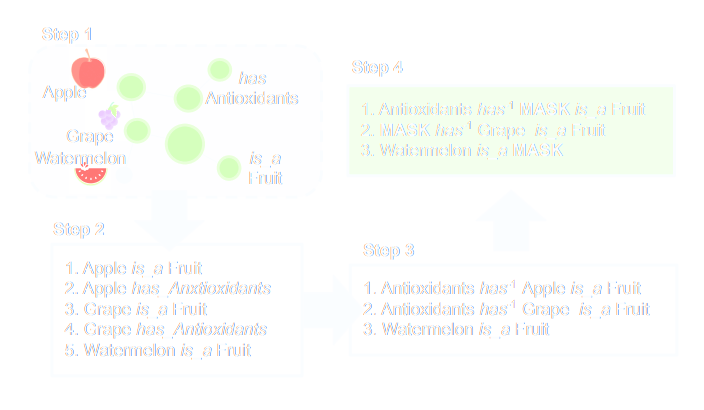 Step 1
Apple
has
Antioxidants
Grape
Watermelon
is_a
Fruit
Step 2
1. Apple is_a Fruit
2. Apple has_Anxtioxidants
3. Grape is_a Fruit
4. Grape has_Antioxidants
5. Watermelon is_a Fruit
Step 3
1. Antioxidants has⁻¹ Apple is_a Fruit
2. Antioxidants has⁻¹ Grape is_a Fruit
3. Watermelon is_a Fruit
Step 4
1. Antioxidants has⁻¹ MASK is_a Fruit
2. MASK has⁻¹ Grape is_a Fruit
3. Watermelon is_a MASK